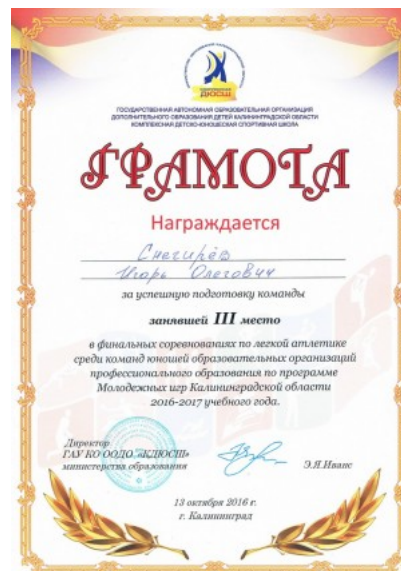 ДЮСШ
ГОСУДАРСТВЕННАЯ АВТОНОМНАЯ ОБРАЗОВАТЕЛЬНАЯ ОРГАНИЗАЦИЯ
ДОПОЛНИТЕЛЬНОГО ОБРАЗОВАНИЯ ДЕТЕЙ КАЛИНИНГРАДСКОЙ ОБЛАСТИ
КОМПЛЕКСНАЯ ДЕТСКО-ЮНОШЕСКАЯ СПОРТИВНАЯ ШКОЛА
ГРАМОТА
Награждается
Снегирёв
Игорь Олегович
за успешную подготовку команды
занявшей III место
в финальных соревнованиях по легкой атлетике
среди команд юношей образовательных организаций
профессионального образования по программе
Молодежных игр Калининградской области
2016-2017 учебного года.
Директор
ГАУ КО ООДО «КДЮСШ»
министерства образования
Э.Я.Иванс
13 октября 2016 г.
г. Калининград